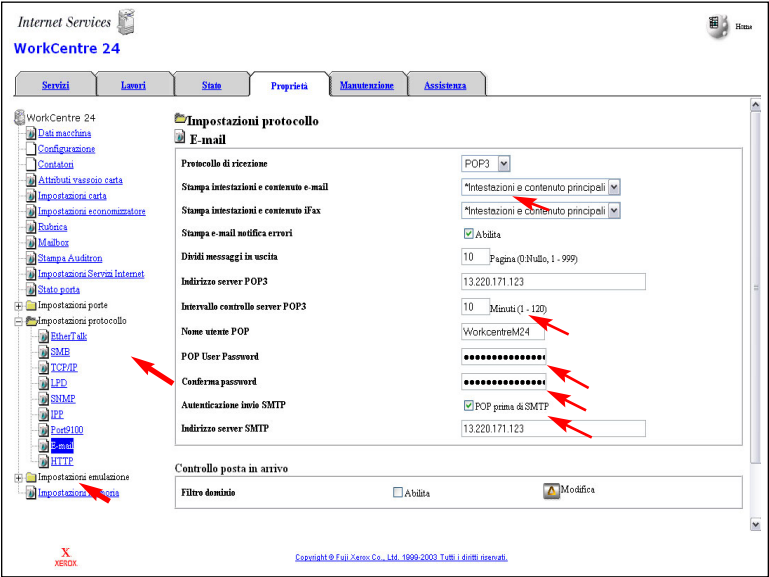 Internet Services
Home
WorkCentre 24
Servizi
Lavori
Stato
Proprietà
Manutenzione
Assistenza
WorkCentre 24
Dati macchina
Configurazione
Contatori
Attributi vassoio carta
Impostazioni carta
Impostazioni economizzatore
Rubrica
Mailbox
Stampa Auditron
Impostazioni Servizi Internet
Stato porta
Impostazioni porte
Impostazioni protocollo
EtherTalk
SMB
TCP/IP
LPD
SNMP
IPP
Port9100
E-mail
HTTP
Impostazioni emulazione
Impostazioni
Impostazioni protocollo
E-mail
Protocollo di ricezione POP3
Stampa intestazioni e contenuto e-mail *Intestazioni e contenuto principali
Stampa intestazioni e contenuto iFax *Intestazioni e contenuto principali
Stampa e-mail notifica errori Abilita
Dividi messaggi in uscita 10 Pagina (0:Nullo, 1 - 999)
Indirizzo server POP3 13.220.171.123
Intervallo controllo server POP3 10 Minuti (1 - 120)
Nome utente POP WorkcentreM24
POP User Password ●●●●●●●●●●●●●●●
Conferma password ●●●●●●●●●●●●●●●
Autenticazione invio SMTP POP prima di SMTP
Indirizzo server SMTP 13.220.171.123
Controllo posta in arrivo
Filtro dominio Abilita Modifica
X
XEROX.
Copyright © Fuji Xerox Co., Ltd. 1999-2003 Tutti i diritti riservati.